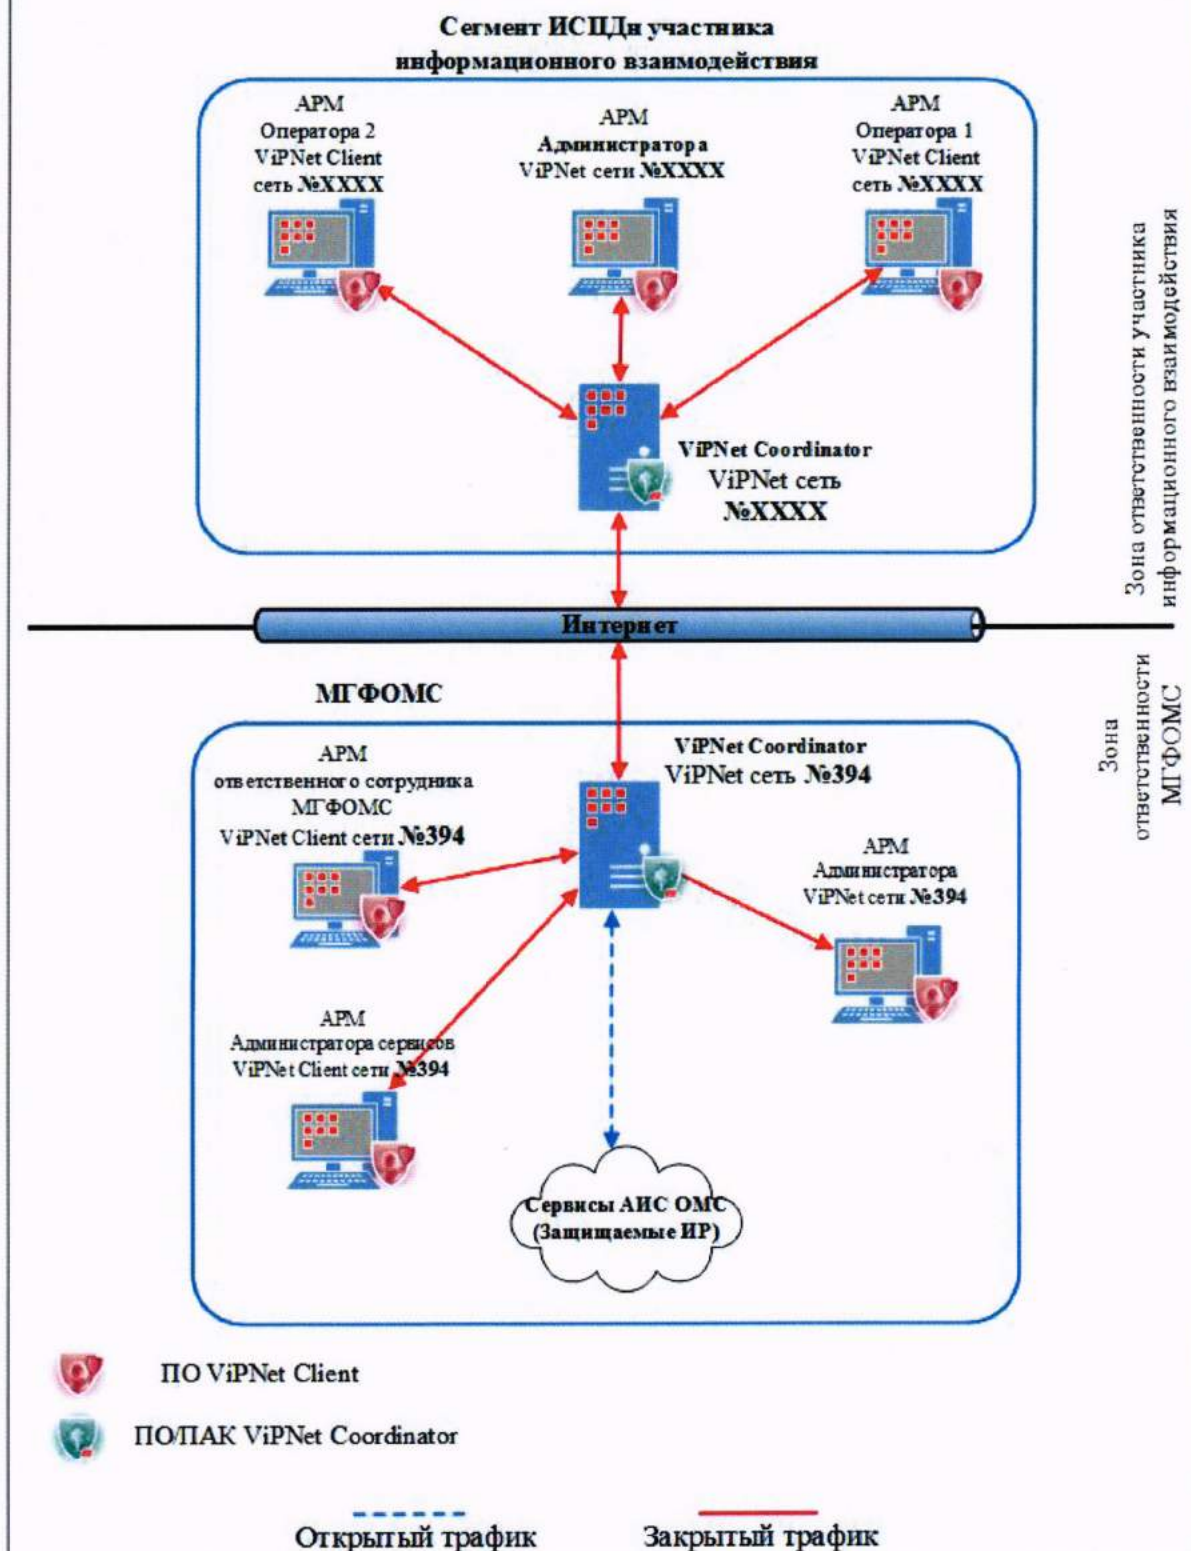 Сегмент ИСПДн участника
информационного взаимодействия
АРМ
Оператора 2
ViPNet Client
сеть №XXXX
АРМ
Администратора
ViPNet сети №XXXX
АРМ
Оператора 1
ViPNet Client
сеть №XXXX
ViPNet Coordinator
ViPNet сеть
№XXXX
Зона ответственности участника
информационного взаимодействия
Интернет
МГФОМС
Зона
ответственности
МГФОМС
АРМ
ответственного сотрудника
МГФОМС
ViPNet Client сети №394
ViPNet Coordinator
ViPNet сеть №394
АРМ
Администратора
ViPNet сети №394
АРМ
Администратора сервисов
ViPNet Client сети №394
Сервисы АИС ОМС
(Защищаемые ИР)
ПО ViPNet Client
ПО/ПАК ViPNet Coordinator
Открытый трафик
Закрытый трафик